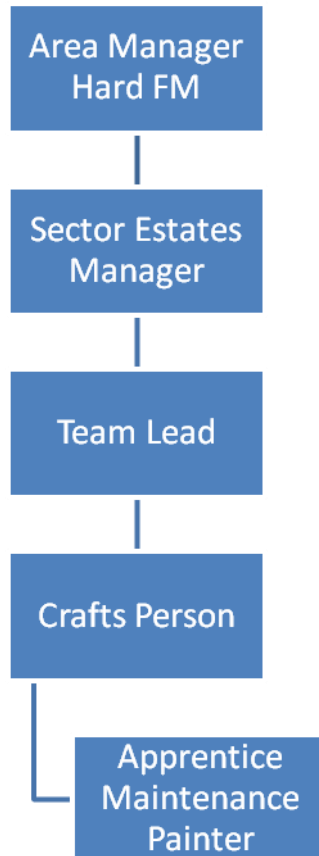 Area Manager
Hard FM
Sector Estates
Manager
Team Lead
Crafts Person
Apprentice
Maintenance
Painter